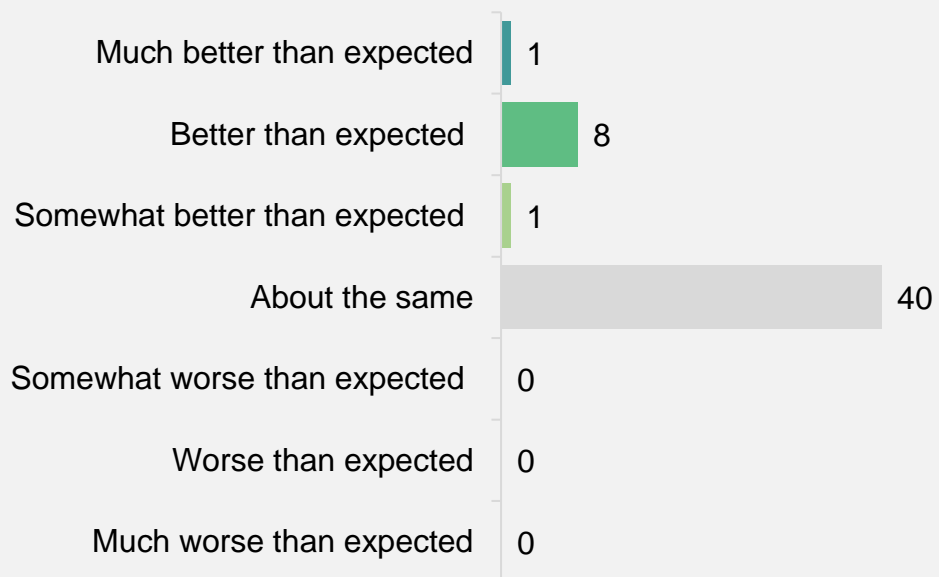 Much better than expected 1
Better than expected 8
Somewhat better than expected 1
About the same 40
Somewhat worse than expected 0
Worse than expected 0
Much worse than expected 0